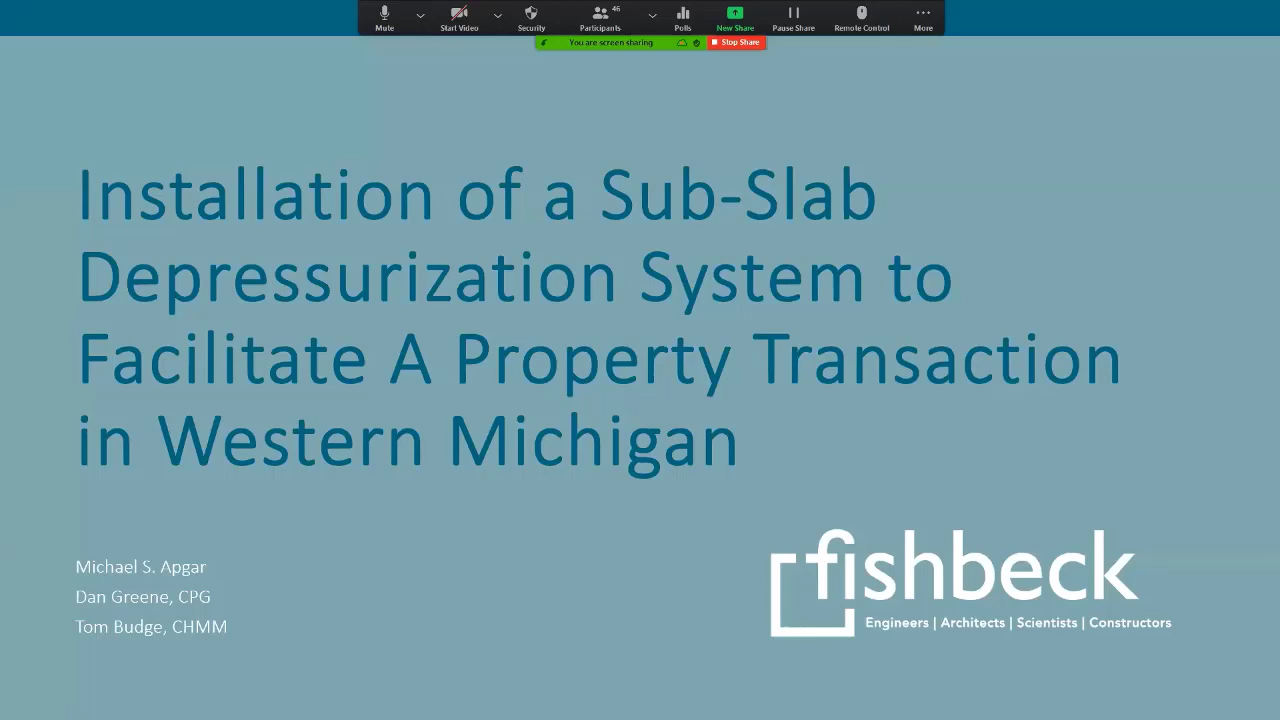 46
Mute
Start Video
Security
Participants
Polls
New Share
Pause Share
Remote Control
More
You are screen sharing
Stop Share
Installation of a Sub-Slab
Depressurization System to
Facilitate A Property Transaction
in Western Michigan
Michael S. Apgar
Dan Greene, CPG
Tom Budge, CHMM
fishbeck
Engineers | Architects | Scientists | Constructors